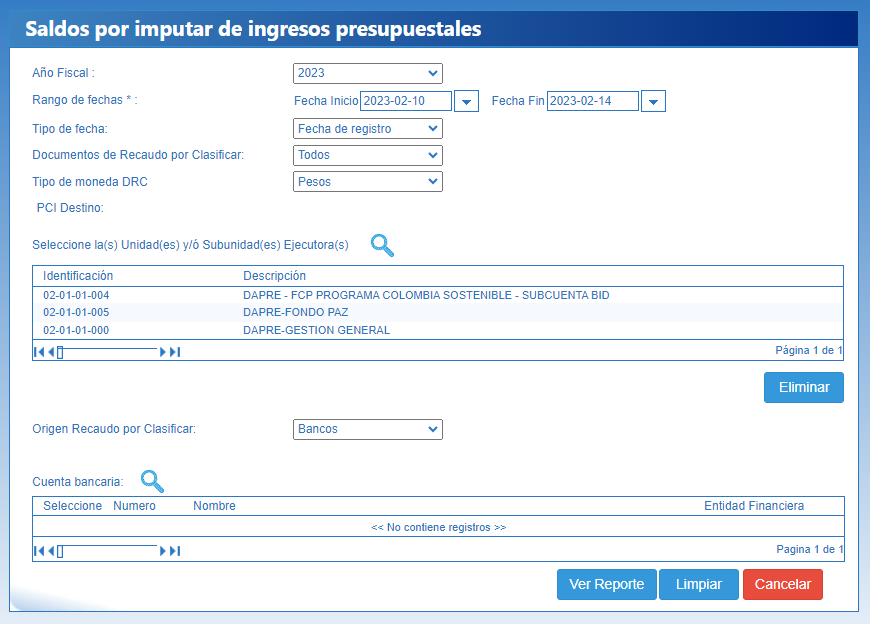 Saldos por imputar de ingresos presupuestales
Año Fiscal : 2023
Rango de fechas * : Fecha Inicio 2023-02-10 Fecha Fin 2023-02-14
Tipo de fecha: Fecha de registro
Documentos de Recaudo por Clasificar: Todos
Tipo de moneda DRC Pesos
PCI Destino:
Seleccione la(s) Unidad(es) y/ó Subunidad(es) Ejecutora(s)
Identificación Descripción
02-01-01-004 DAPRE - FCP PROGRAMA COLOMBIA SOSTENIBLE - SUBCUENTA BID
02-01-01-005 DAPRE-FONDO PAZ
02-01-01-000 DAPRE-GESTION GENERAL
Página 1 de 1
Eliminar
Origen Recaudo por Clasificar: Bancos
Cuenta bancaria:
Seleccione Numero Nombre Entidad Financiera
<< No contiene registros >>
Pagina 1 de 1
Ver Reporte Limpiar Cancelar